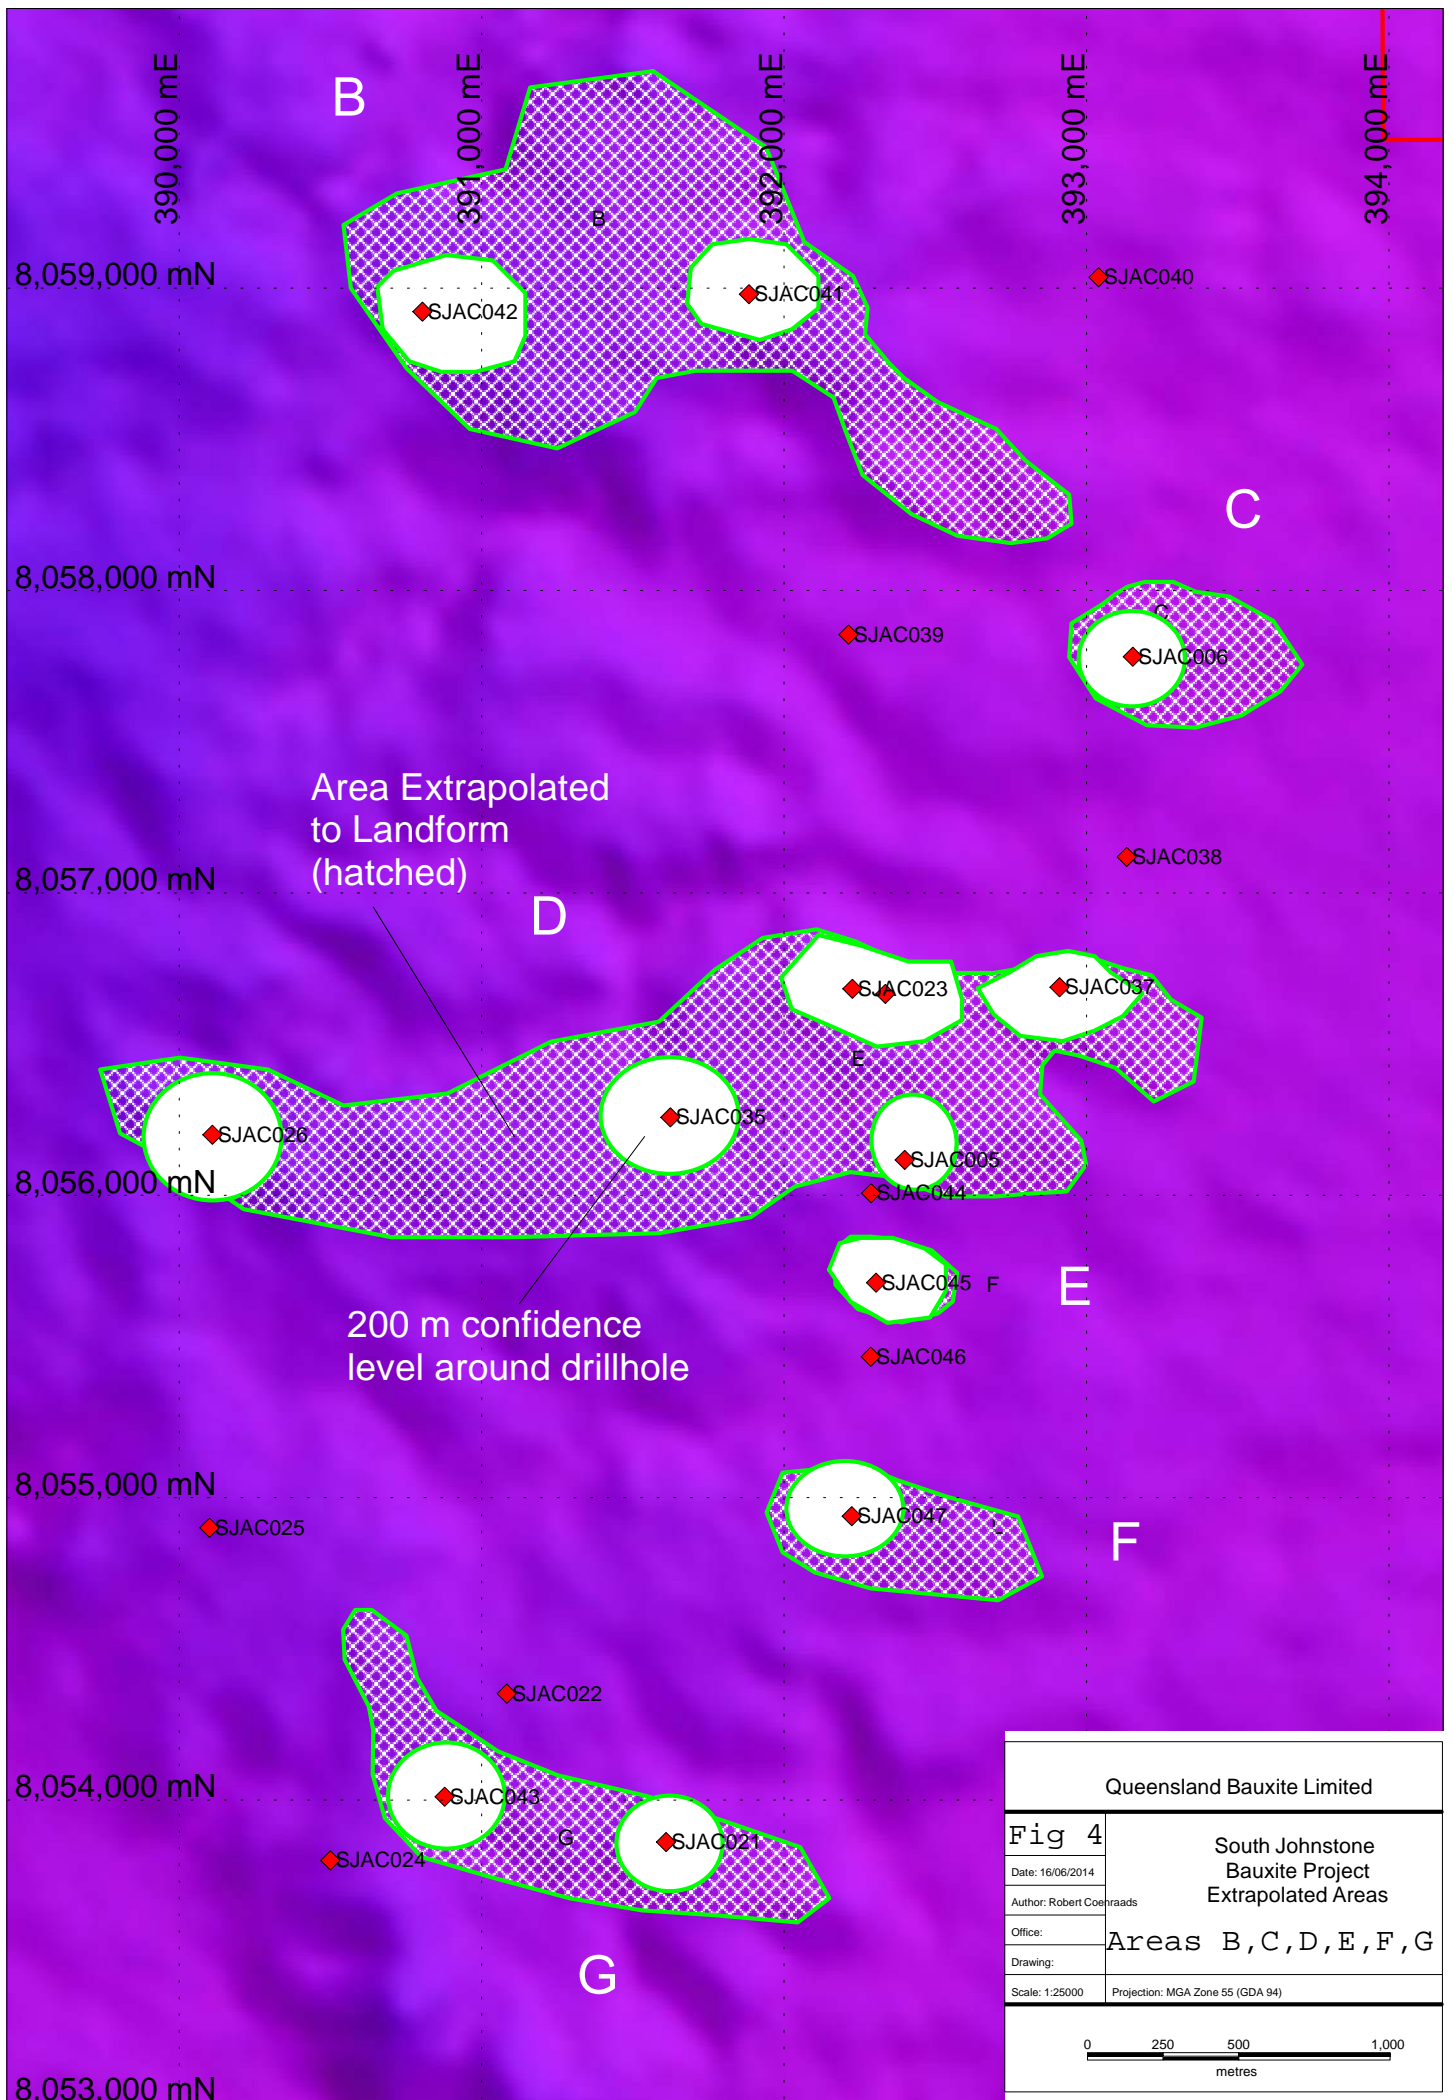 390,000 mE
391,000 mE
392,000 mE
393,000 mE
394,000 mE
B
B
8,059,000 mN
SJAC040
SJAC041
SJAC042
C
8,058,000 mN
C
SJAC039
SJAC006
Area Extrapolated
to Landform
(hatched)
SJAC038
8,057,000 mN
D
SJAC023
SJAC037
E
SJAC035
SJAC026
SJAC005
8,056,000 mN
SJAC044
SJAC045
F
E
200 m confidence
level around drillhole
SJAC046
8,055,000 mN
SJAC047
SJAC025
F
SJAC022
8,054,000 mN
SJAC043
G
SJAC021
SJAC024
G
8,053,000 mN
Queensland Bauxite Limited
Fig 4
Date: 16/06/2014
Author: Robert Coenraads
Office:
Drawing:
Scale: 1:25000
South Johnstone
Bauxite Project
Extrapolated Areas
Areas B,C,D,E,F,G
Projection: MGA Zone 55 (GDA 94)
0 250 500 1,000
metres